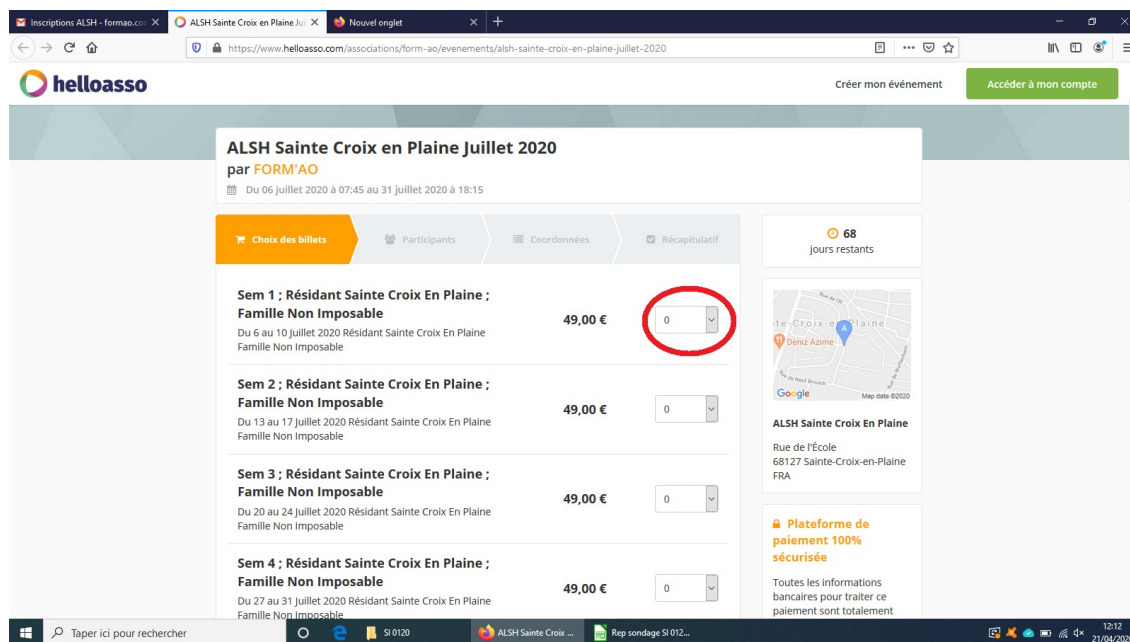 Inscriptions ALSH - formao.co
ALSH Sainte Croix en Plaine Jui
Nouvel onglet
https://www.helloasso.com/associations/form-ao/evenements/alsh-sainte-croix-en-plaine-juillet-2020
helloasso
Créer mon événement
Accéder à mon compte
ALSH Sainte Croix en Plaine Juillet 2020
par FORM'AO
Du 06 juillet 2020 à 07:45 au 31 juillet 2020 à 18:15
Choix des billets
Participants
Coordonnées
Récapitulatif
68
jours restants
Sem 1 ; Résidant Sainte Croix En Plaine ;
Famille Non Imposable
Du 6 au 10 Juillet 2020 Résidant Sainte Croix En Plaine
Famille Non Imposable
49,00 €
0
Sem 2 ; Résidant Sainte Croix En Plaine ;
Famille Non Imposable
Du 13 au 17 Juillet 2020 Résidant Sainte Croix En Plaine
Famille Non Imposable
49,00 €
0
Sem 3 ; Résidant Sainte Croix En Plaine ;
Famille Non Imposable
Du 20 au 24 Juillet 2020 Résidant Sainte Croix En Plaine
Famille Non Imposable
49,00 €
0
Sem 4 ; Résidant Sainte Croix En Plaine ;
Famille Non Imposable
Du 27 au 31 Juillet 2020 Résidant Sainte Croix En Plaine
Famille Non Imposable
49,00 €
0
te-Croix-e
Plaine
A
Deniz Azime
Rue de Neuf Brisach
Google
Map data ©2020
ALSH Sainte Croix En Plaine
Rue de l'École
68127 Sainte-Croix-en-Plaine
FRA
Plateforme de
paiement 100%
sécurisée
Toutes les informations
bancaires pour traiter ce
paiement sont totalement
Taper ici pour rechercher
SI 0120
ALSH Sainte Croix ...
Rep sondage SI 012...
12:12
21/04/202